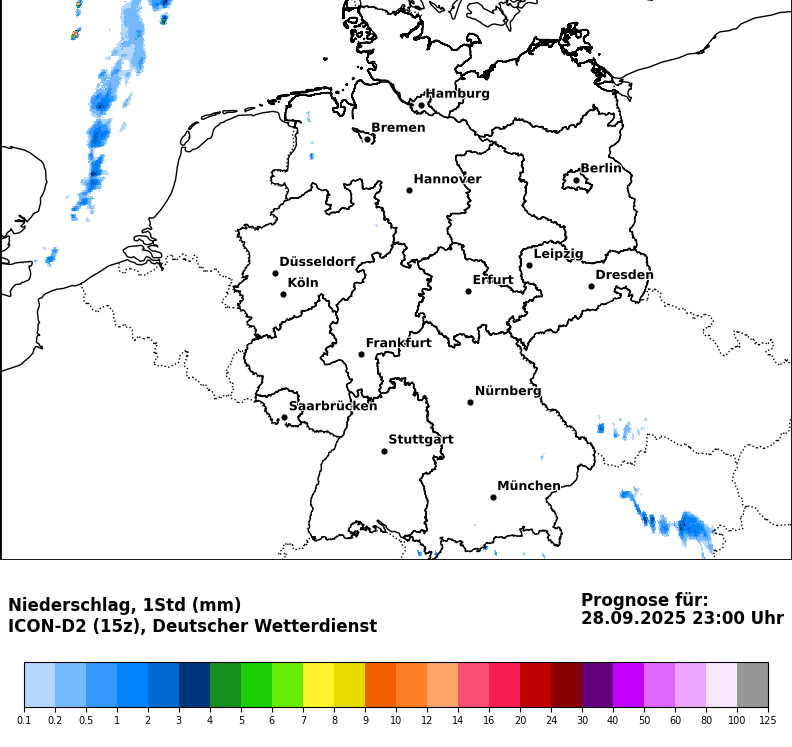 Hamburg
Bremen
Hannover
Berlin
Düsseldorf
Leipzig
Köln
Erfurt
Dresden
Frankfurt
Nürnberg
Saarbrücken
Stuttgart
München
Niederschlag, 1Std (mm)
ICON-D2 (15z), Deutscher Wetterdienst
Prognose für:
28.09.2025 23:00 Uhr
0.1 0.2 0.5 1 2 3 4 5 6 7 8 9 10 12 14 16 20 24 30 40 50 60 80 100 125